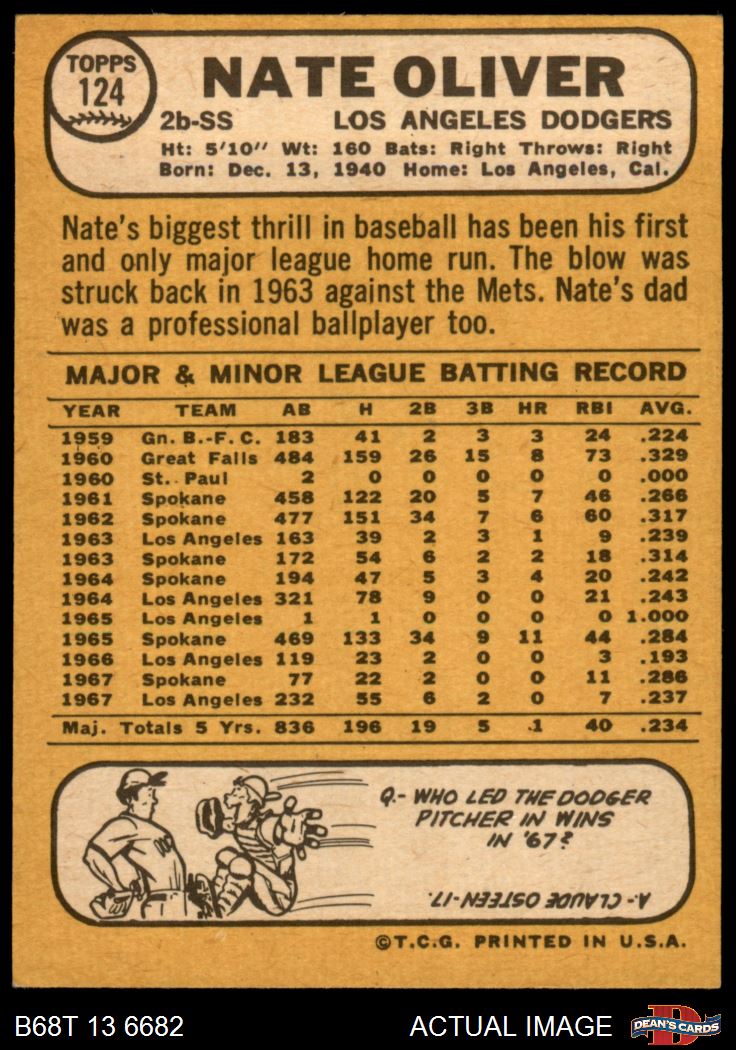 TOPPS
124
NATE OLIVER
2b-SS LOS ANGELES DODGERS
Ht: 5'10" Wt: 160 Bats: Right Throws: Right
Born: Dec. 13, 1940 Home: Los Angeles, Cal.
Nate's biggest thrill in baseball has been his first
and only major league home run. The blow was
struck back in 1963 against the Mets. Nate's dad
was a professional ballplayer too.
MAJOR & MINOR LEAGUE BATTING RECORD
YEAR TEAM AB H 2B 3B HR RBI AVG.
1959 Gn. B.-F. C. 183 41 2 3 3 24 .224
1960 Great Falls 484 159 26 15 8 73 .329
1960 St. Paul 2 0 0 0 0 0 .000
1961 Spokane 458 122 20 5 7 46 .266
1962 Spokane 477 151 34 7 6 60 .317
1963 Los Angeles 163 39 2 3 1 9 .239
1963 Spokane 172 54 6 2 2 18 .314
1964 Spokane 194 47 5 3 4 20 .242
1964 Los Angeles 321 78 9 0 0 21 .243
1965 Los Angeles 1 1 0 0 0 0 1.000
1965 Spokane 469 133 34 9 11 44 .284
1966 Los Angeles 119 23 2 0 0 3 .193
1967 Spokane 77 22 2 0 0 11 .286
1967 Los Angeles 232 55 6 2 0 7 .237
Maj. Totals 5 Yrs. 836 196 19 5 1 40 .234
Q.- WHO LED THE DODGER
PITCHER IN WINS
IN '67?
A- CLAUDE OSTEEN-17.
©T.C.G. PRINTED IN U.S.A.
B68T 13 6682 ACTUAL IMAGE DEAN'S CARDS